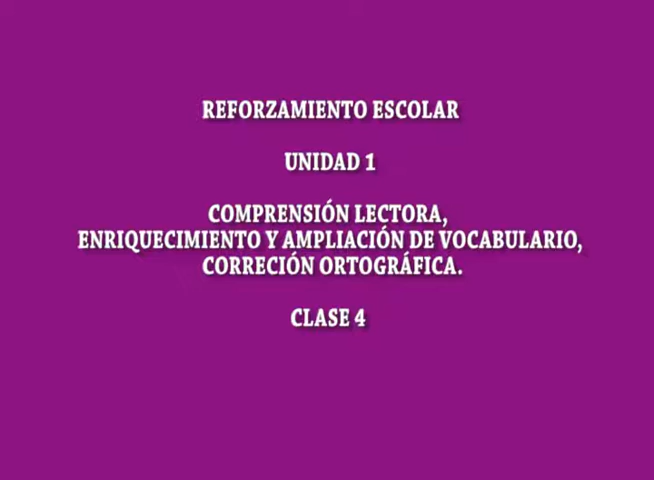 REFORZAMIENTO ESCOLAR
UNIDAD 1
COMPRENSIÓN LECTORA,
ENRIQUECIMIENTO Y AMPLIACIÓN DE VOCABULARIO,
CORRECIÓN ORTOGRÁFICA.
CLASE 4